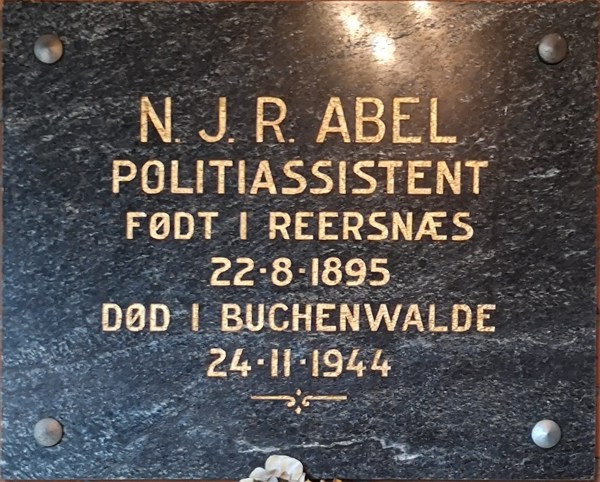 N. J. R. ABEL
POLITIASSISTENT
FØDT I REERSNÆS
22·8·1895
DØD I BUCHENWALDE
24·11·1944